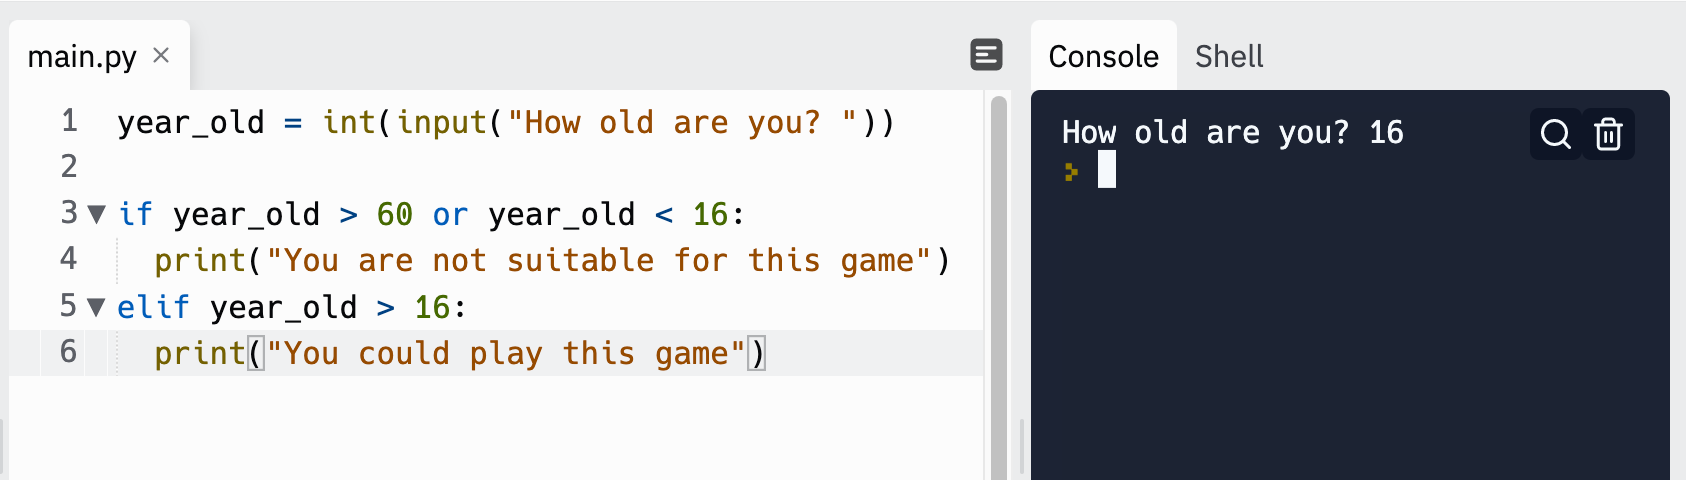 main.py ×
1 year_old = int(input("How old are you? "))
2
3 if year_old > 60 or year_old < 16:
4 print("You are not suitable for this game")
5 elif year_old > 16:
6 print("You could play this game")
Console Shell
How old are you? 16